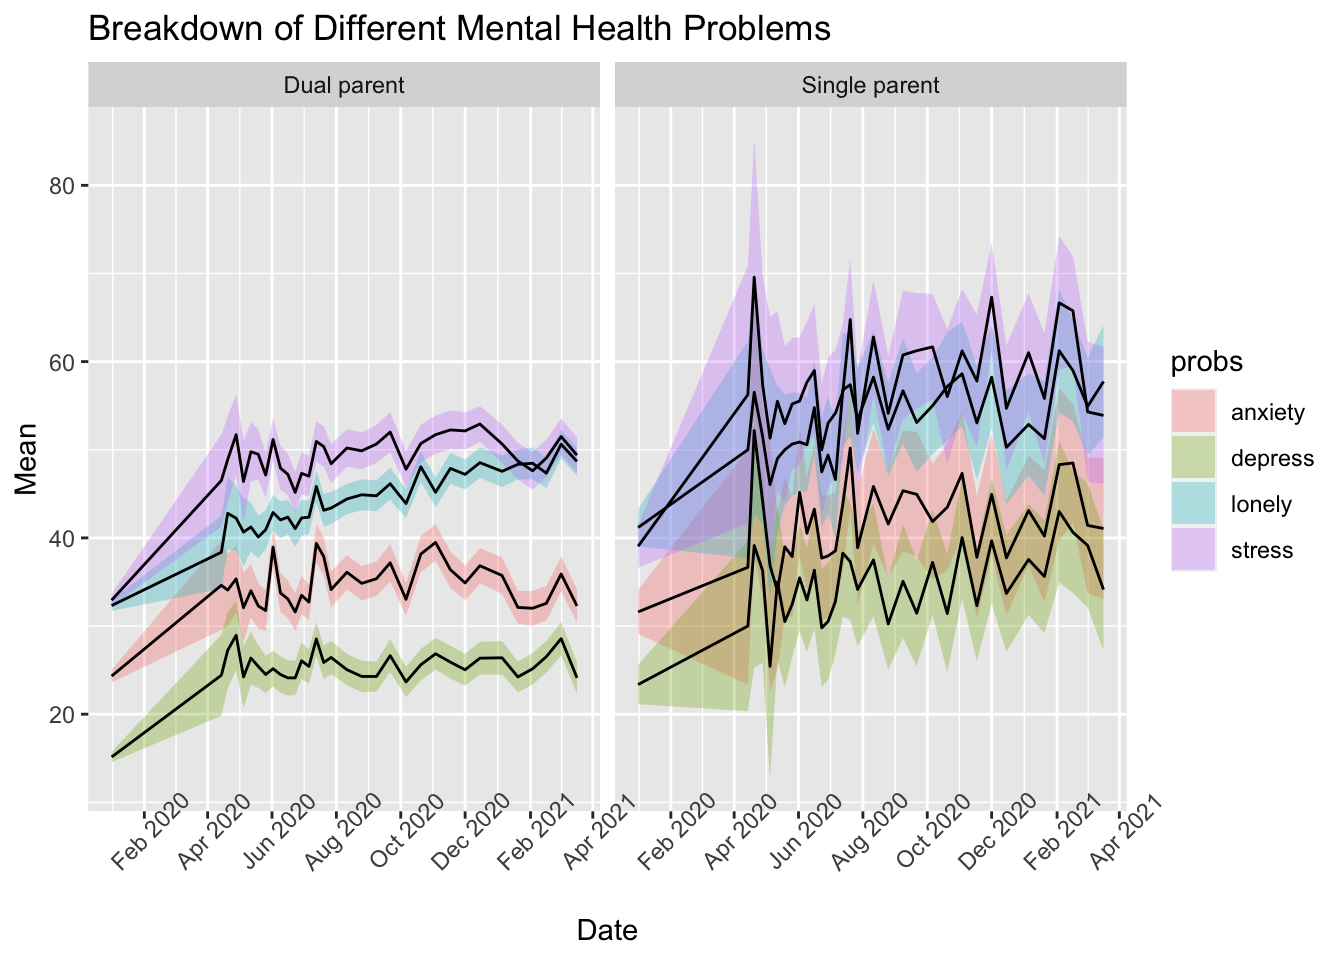 Breakdown of Different Mental Health Problems
Dual parent
Single parent
80
60
40
20
Mean
Feb 2020
Apr 2020
Jun 2020
Aug 2020
Oct 2020
Dec 2020
Feb 2021
Apr 2021
Feb 2020
Apr 2020
Jun 2020
Aug 2020
Oct 2020
Dec 2020
Feb 2021
Apr 2021
Date
probs
anxiety
depress
lonely
stress